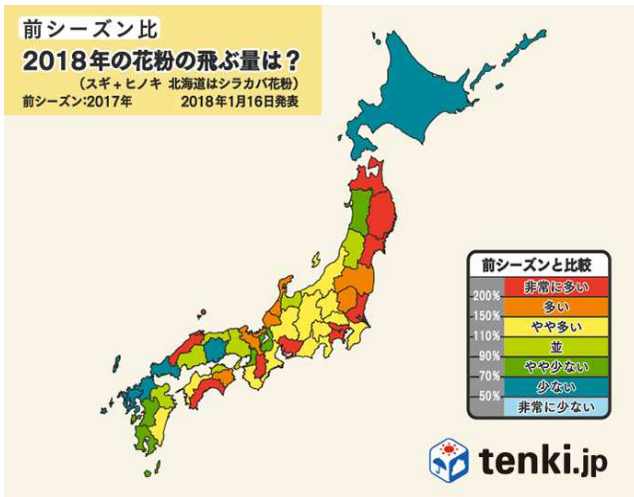 前シーズン比
2018年の花粉の飛ぶ量は？
（スギ+ヒノキ 北海道はシラカバ花粉）
前シーズン:2017年 2018年1月16日発表
前シーズンと比較
非常に多い
200%
多い
150%
やや多い
110%
並
90%
やや少ない
70%
少ない
50%
非常に少ない
tenki.jp